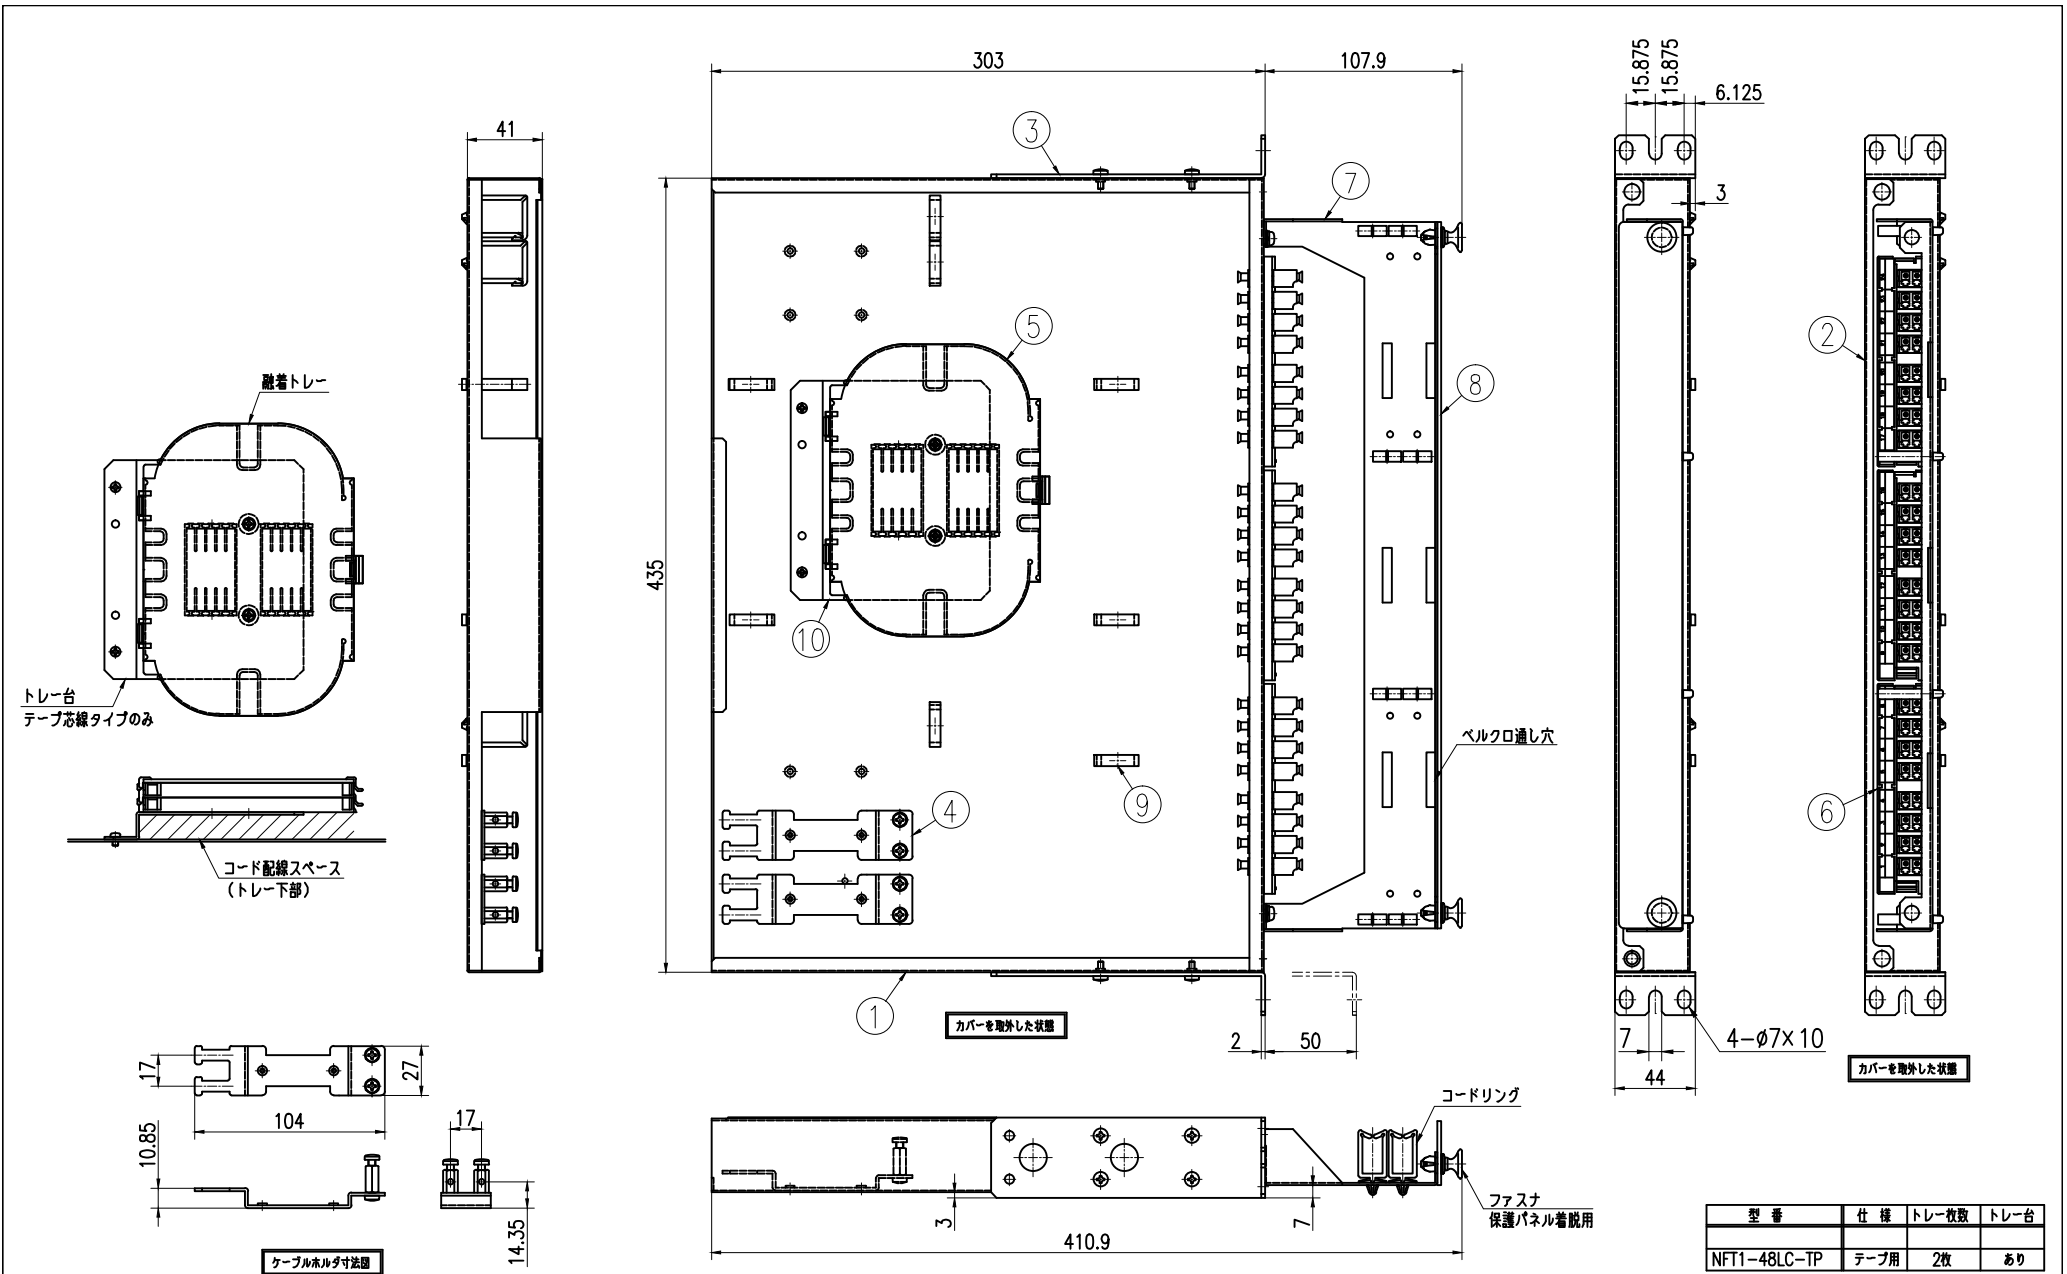 303
107.9
15.875
15.875
6.125
41
3
3
7
5
2
融着トレー
8
435
ベルクロ通し穴
トレー台
テープ芯線タイプのみ
10
9
4
6
コード配線スペース
(トレー下部)
1
カバーを取外した状態
2
50
7
44
4-φ7×10
カバーを取外した状態
17
27
104
10.85
17
14.35
コードリング
3
7
ファスナ
保護パネル着脱用
410.9
ケーブルホルダ寸法図
型番 仕様 トレー枚数 トレー台
NFT1-48LC-TP テープ用 2枚 あり